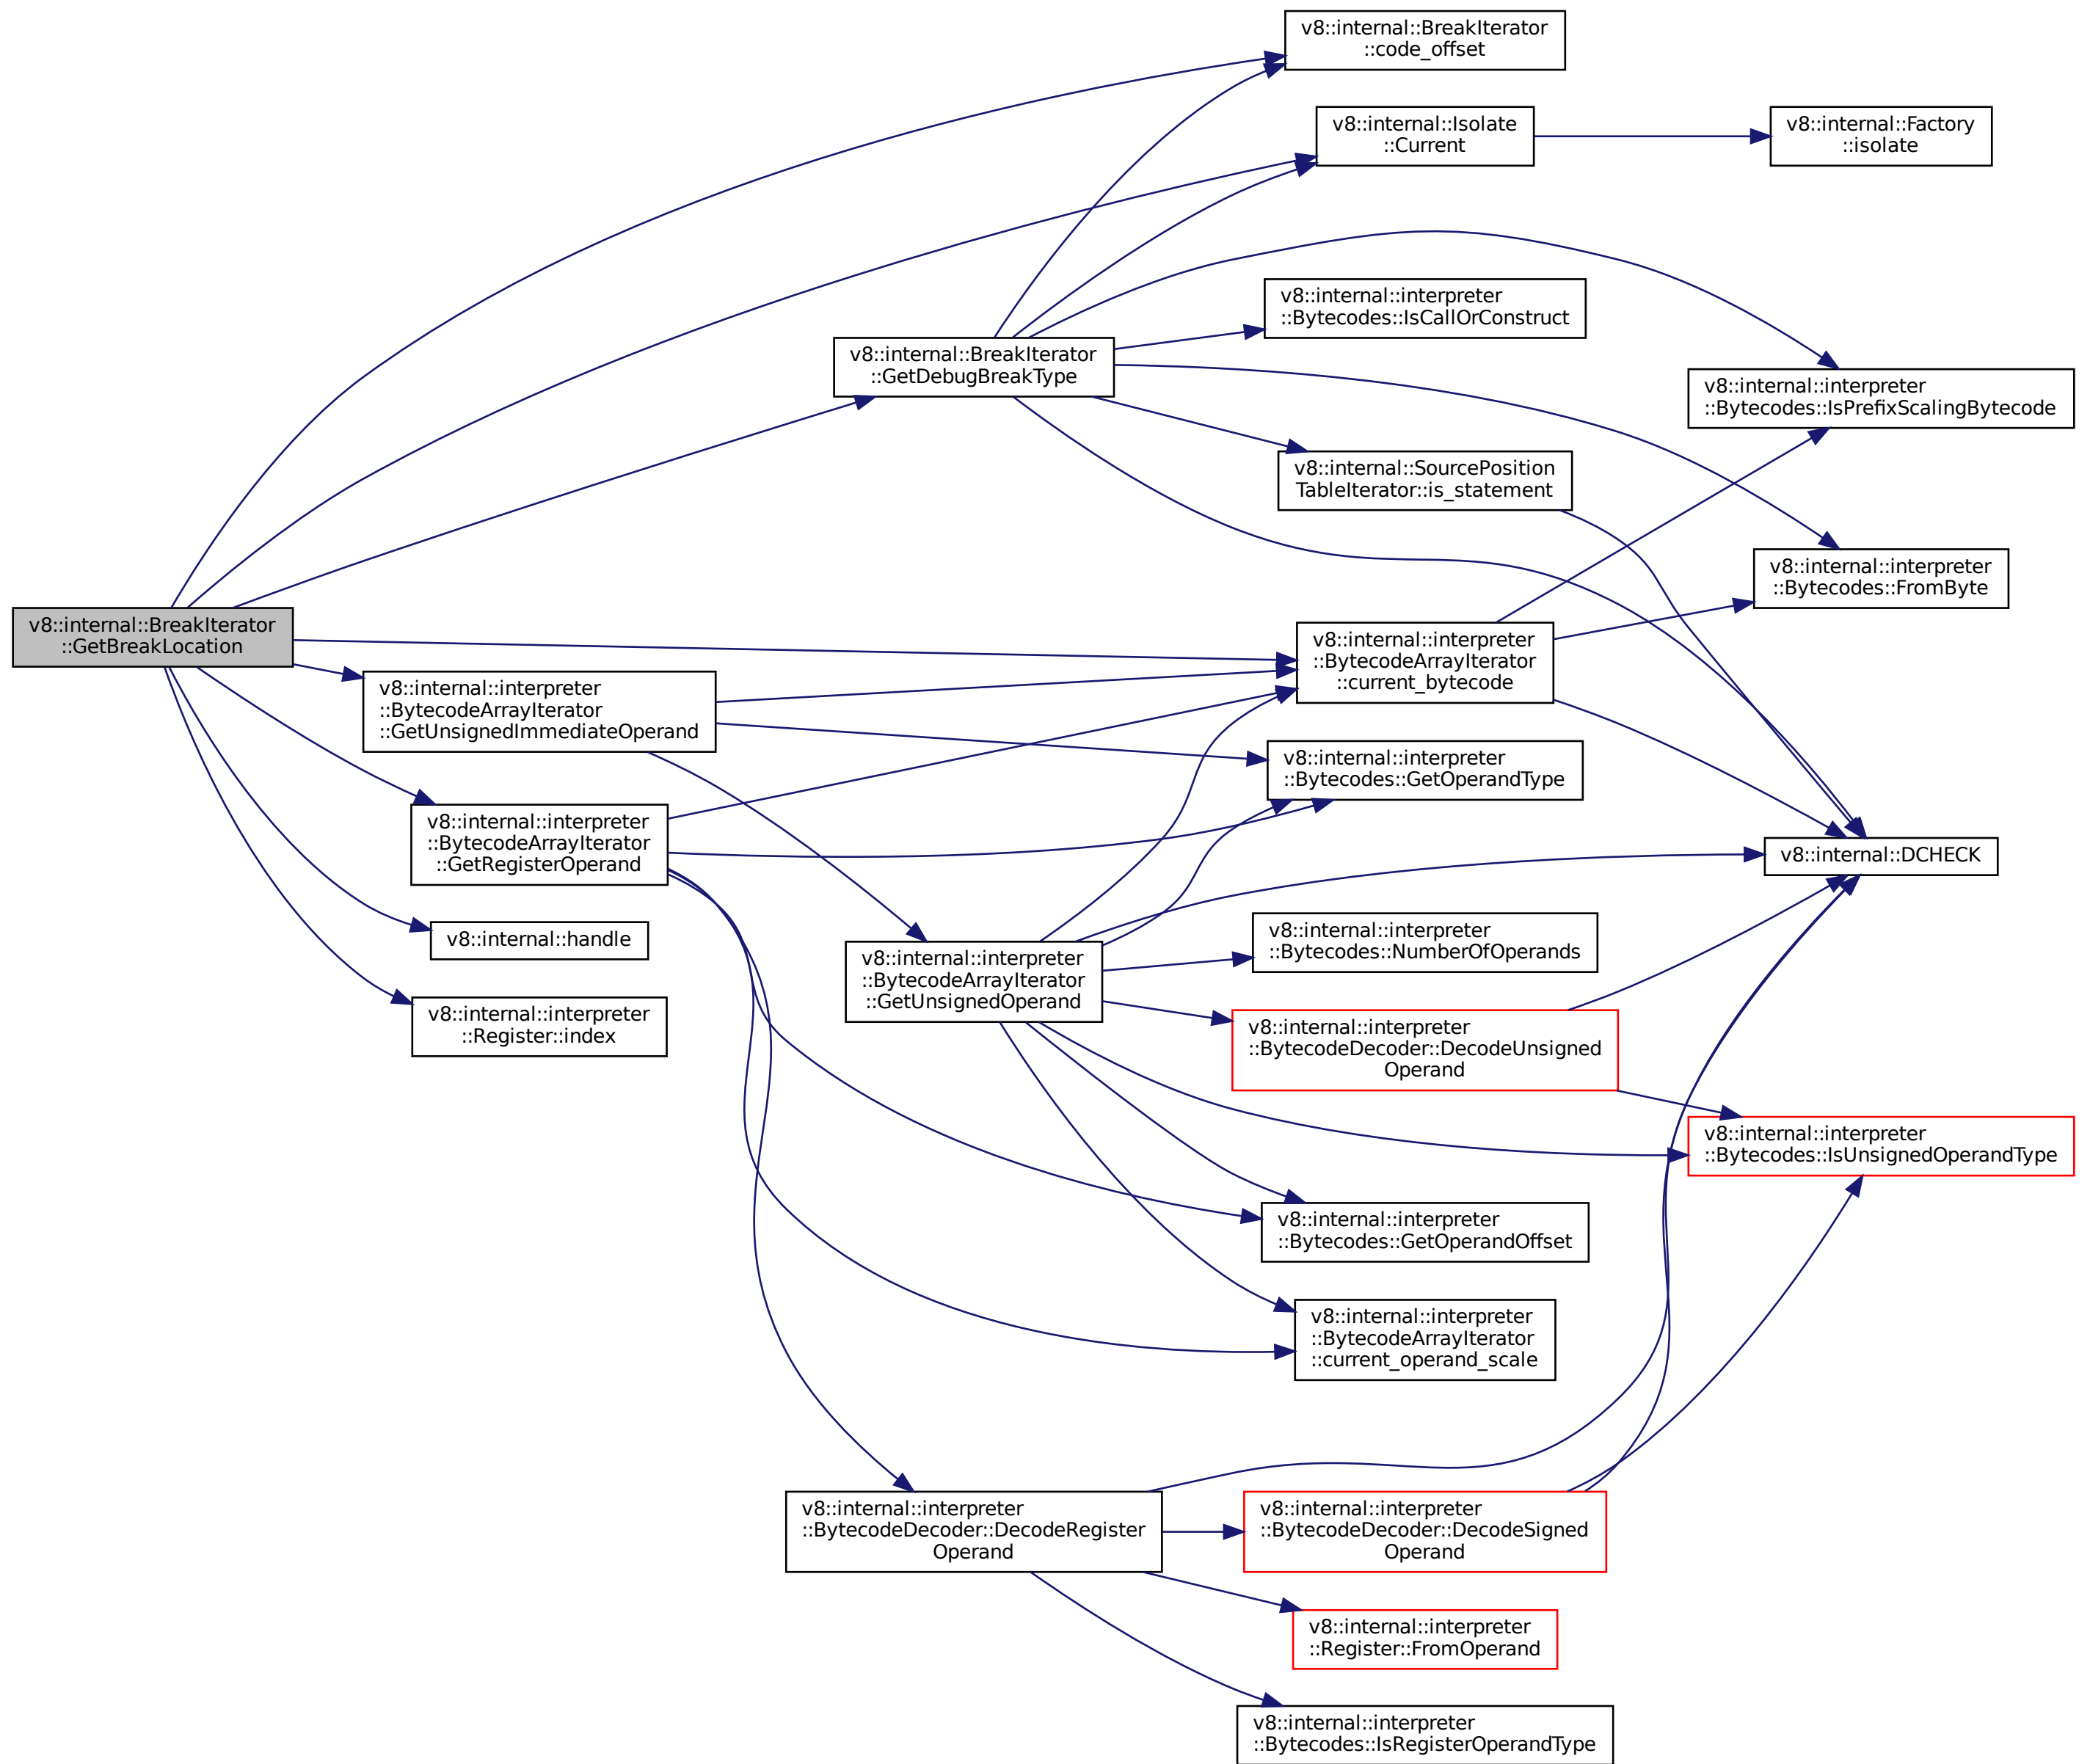 v8::internal::BreakIterator
::code_offset
v8::internal::Isolate
::Current
v8::internal::Factory
::isolate
v8::internal::interpreter
::Bytecodes::IsCallOrConstruct
v8::internal::BreakIterator
::GetDebugBreakType
v8::internal::interpreter
::Bytecodes::IsPrefixScalingBytecode
v8::internal::SourcePosition
TableIterator::is_statement
v8::internal::interpreter
::Bytecodes::FromByte
v8::internal::BreakIterator
::GetBreakLocation
v8::internal::interpreter
::BytecodeArrayIterator
::current_bytecode
v8::internal::interpreter
::BytecodeArrayIterator
::GetUnsignedImmediateOperand
v8::internal::interpreter
::Bytecodes::GetOperandType
v8::internal::interpreter
::BytecodeArrayIterator
::GetRegisterOperand
v8::internal::DCHECK
v8::internal::handle
v8::internal::interpreter
::Bytecodes::NumberOfOperands
v8::internal::interpreter
::BytecodeArrayIterator
::GetUnsignedOperand
v8::internal::interpreter
::Register::index
v8::internal::interpreter
::BytecodeDecoder::DecodeUnsigned
Operand
v8::internal::interpreter
::Bytecodes::IsUnsignedOperandType
v8::internal::interpreter
::Bytecodes::GetOperandOffset
v8::internal::interpreter
::BytecodeArrayIterator
::current_operand_scale
v8::internal::interpreter
::BytecodeDecoder::DecodeRegister
Operand
v8::internal::interpreter
::BytecodeDecoder::DecodeSigned
Operand
v8::internal::interpreter
::Register::FromOperand
v8::internal::interpreter
::Bytecodes::IsRegisterOperandType